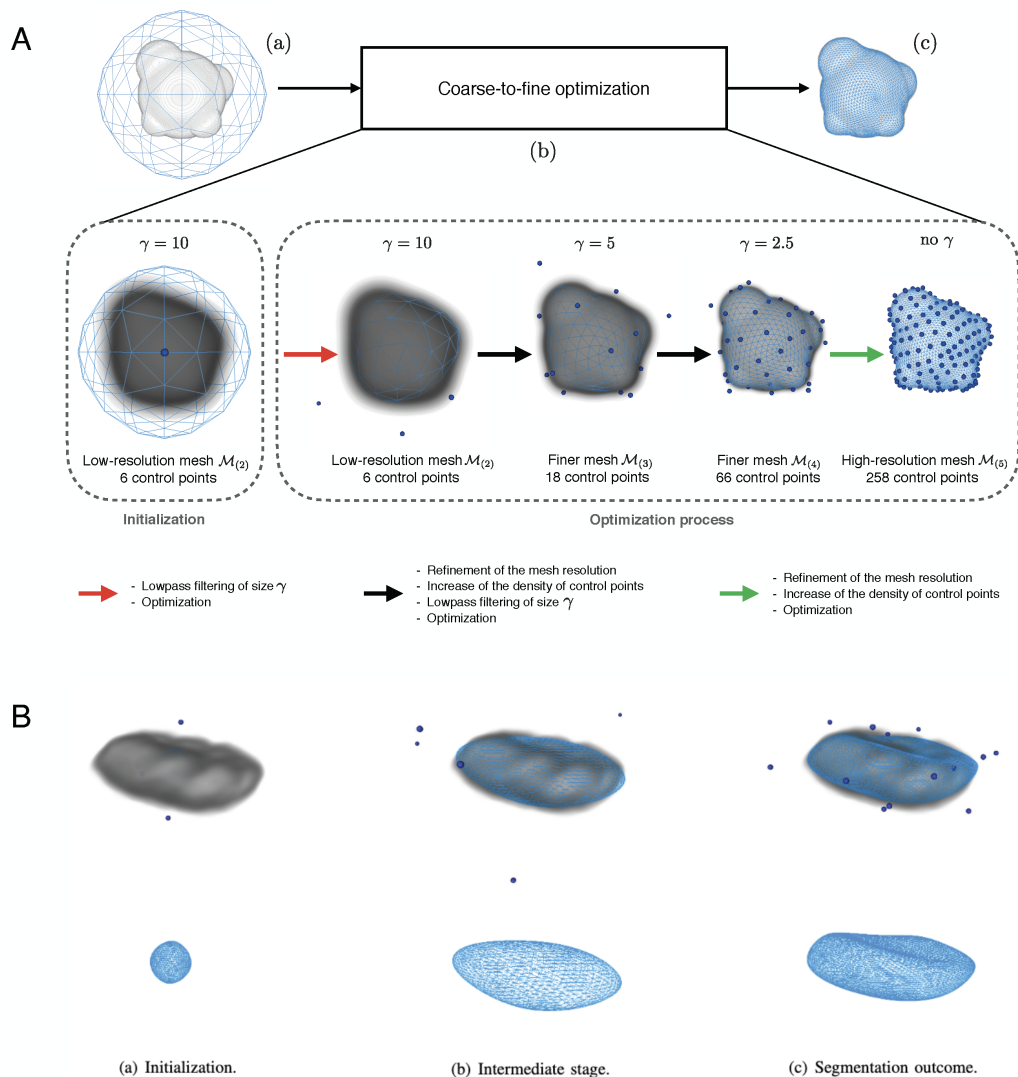 A
(a)
(c)
Coarse-to-fine optimization
(b)
γ = 10
γ = 10
γ = 5
γ = 2.5
no γ
Low-resolution mesh M(2)
6 control points
Low-resolution mesh M(2)
6 control points
Finer mesh M(3)
18 control points
Finer mesh M(4)
66 control points
High-resolution mesh M(5)
258 control points
Initialization
Optimization process
- Lowpass filtering of size γ
- Optimization
- Refinement of the mesh resolution
- Increase of the density of control points
- Lowpass filtering of size γ
- Optimization
- Refinement of the mesh resolution
- Increase of the density of control points
- Optimization
B
(a) Initialization.
(b) Intermediate stage.
(c) Segmentation outcome.